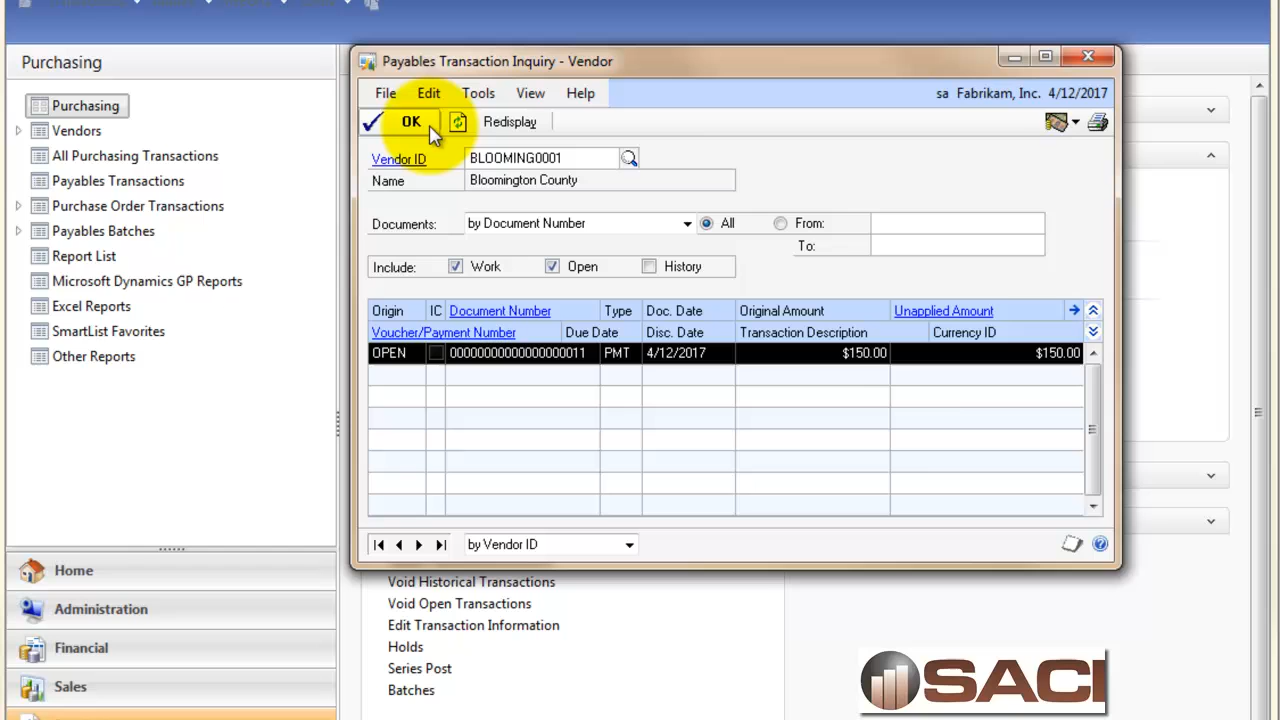 Purchasing
Purchasing
Vendors
All Purchasing Transactions
Payables Transactions
Purchase Order Transactions
Payables Batches
Report List
Microsoft Dynamics GP Reports
Excel Reports
SmartList Favorites
Other Reports
Home
Administration
Financial
Sales
Payables Transaction Inquiry - Vendor
File Edit Tools View Help sa Fabrikam, Inc. 4/12/2017
OK Redisplay
Vendor ID BLOOMING0001
Name Bloomington County
Documents: by Document Number All From:
To:
Include: Work Open History
Origin IC Document Number Type Doc. Date Original Amount Unapplied Amount
Voucher/Payment Number Due Date Disc. Date Transaction Description Currency ID
OPEN 00000000000000000011 PMT 4/12/2017 $150.00 $150.00
by Vendor ID
Void Historical Transactions
Void Open Transactions
Edit Transaction Information
Holds
Series Post
Batches
SACI